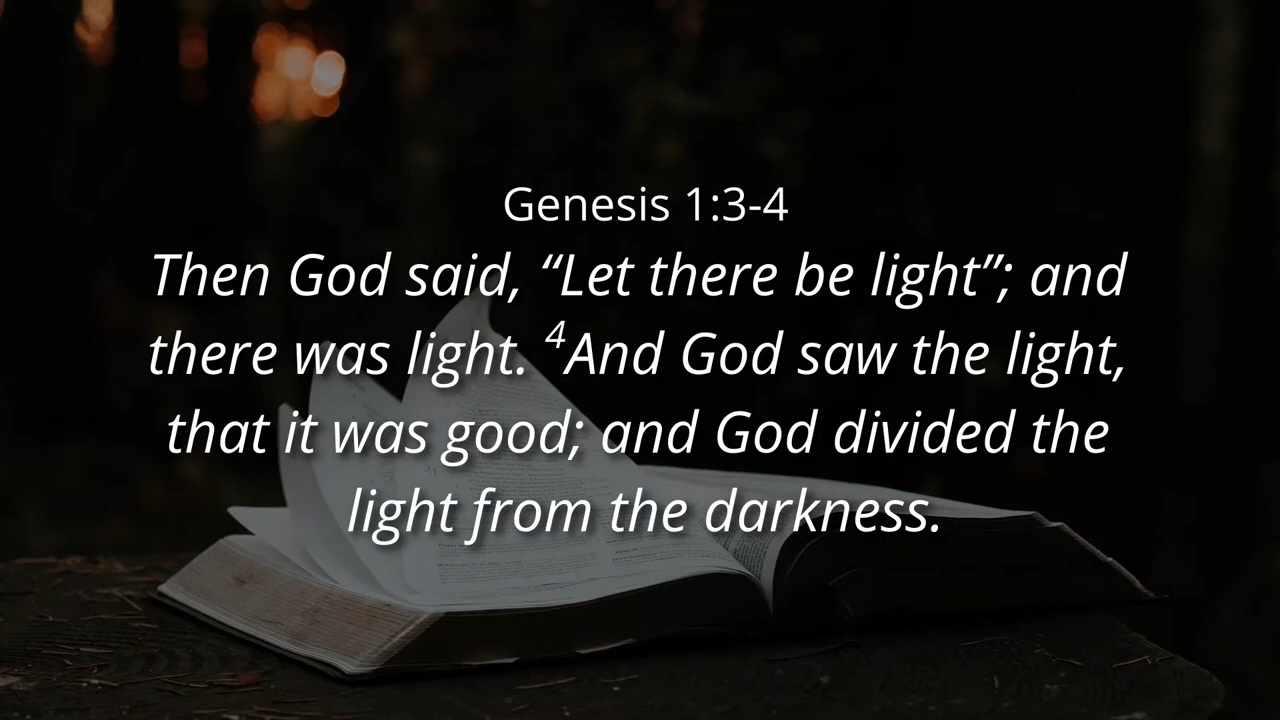 Genesis 1:3-4
Then God said, “Let there be light”; and
there was light. ⁴And God saw the light,
that it was good; and God divided the
light from the darkness.